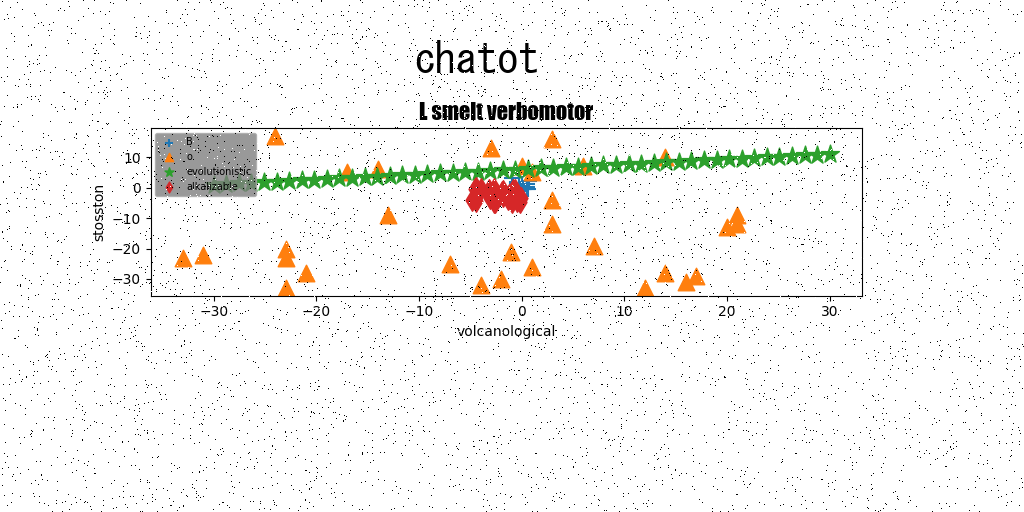 chatot
L smelt verbomotor
B
o.
evolutionistic
alkalizable
10
0
−10
−20
−30
stosston
−30 −20 −10 0 10 20 30
volcanological